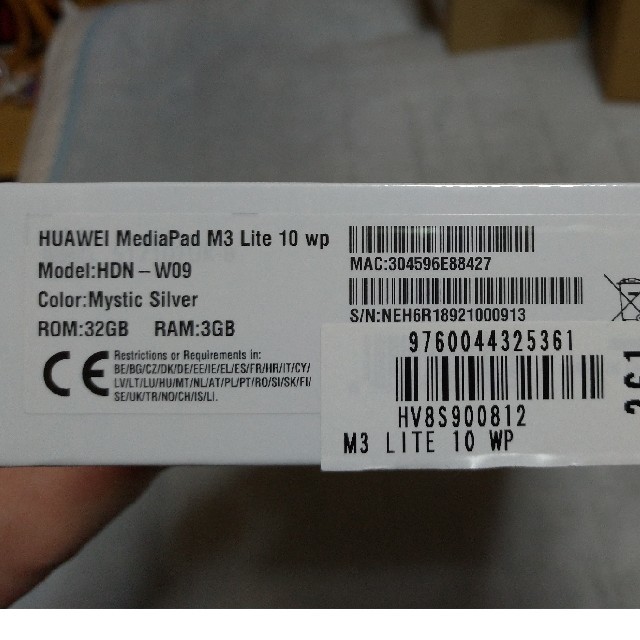 HUAWEI MediaPad M3 Lite 10 wp
Model:HDN – W09
Color:Mystic Silver
ROM:32GB RAM:3GB
CE
Restrictions or Requirements in:
BE/BG/CZ/DK/DE/EE/IE/EL/ES/FR/HR/IT/CY/
LV/LT/LU/HU/MT/NL/AT/PL/PT/RO/SI/SK/FI/
SE/UK/TR/NO/CH/IS/LI.
MAC:304596E88427
S/N:NEH6R18921000913
9760044325361
HV8S900812
M3 LITE 10 WP
361